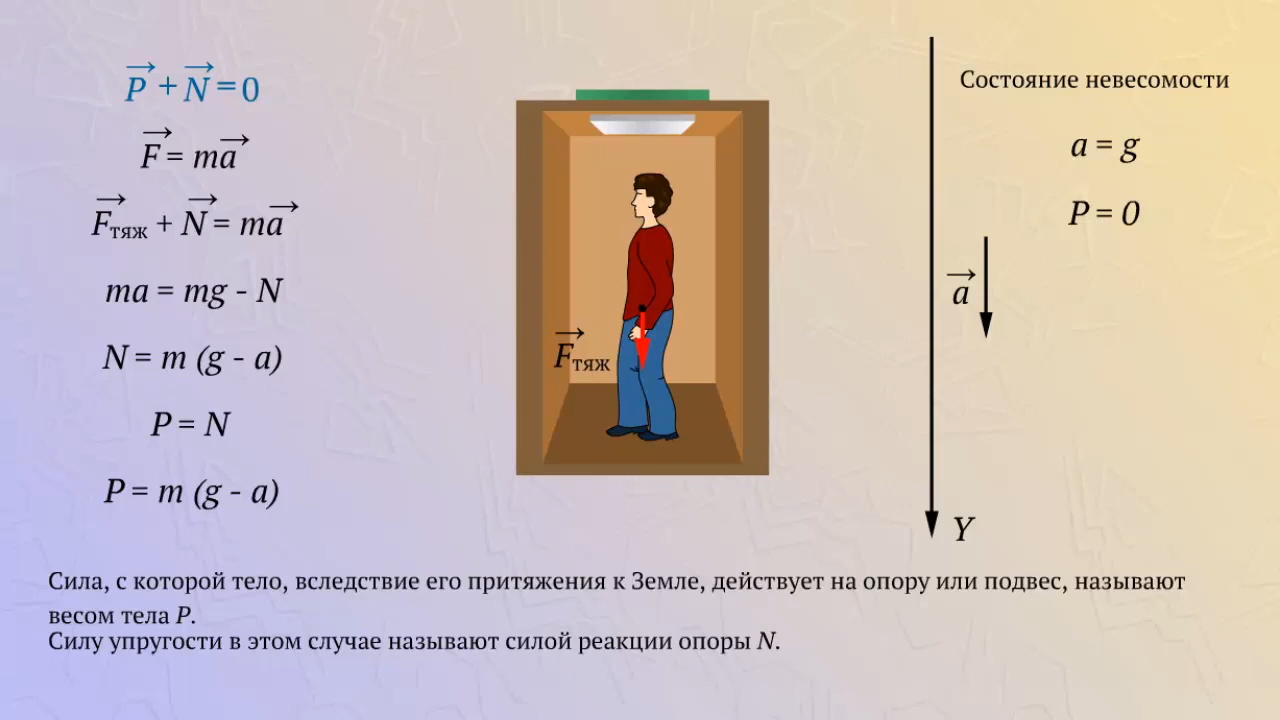 P + N = 0
F = ma
Fтяж + N = ma
ma = mg - N
N = m (g - a)
P = N
P = m (g - a)
Fтяж
Состояние невесомости
a = g
P = 0
a
Y
Сила, с которой тело, вследствие его притяжения к Земле, действует на опору или подвес, называют
весом тела P.
Силу упругости в этом случае называют силой реакции опоры N.